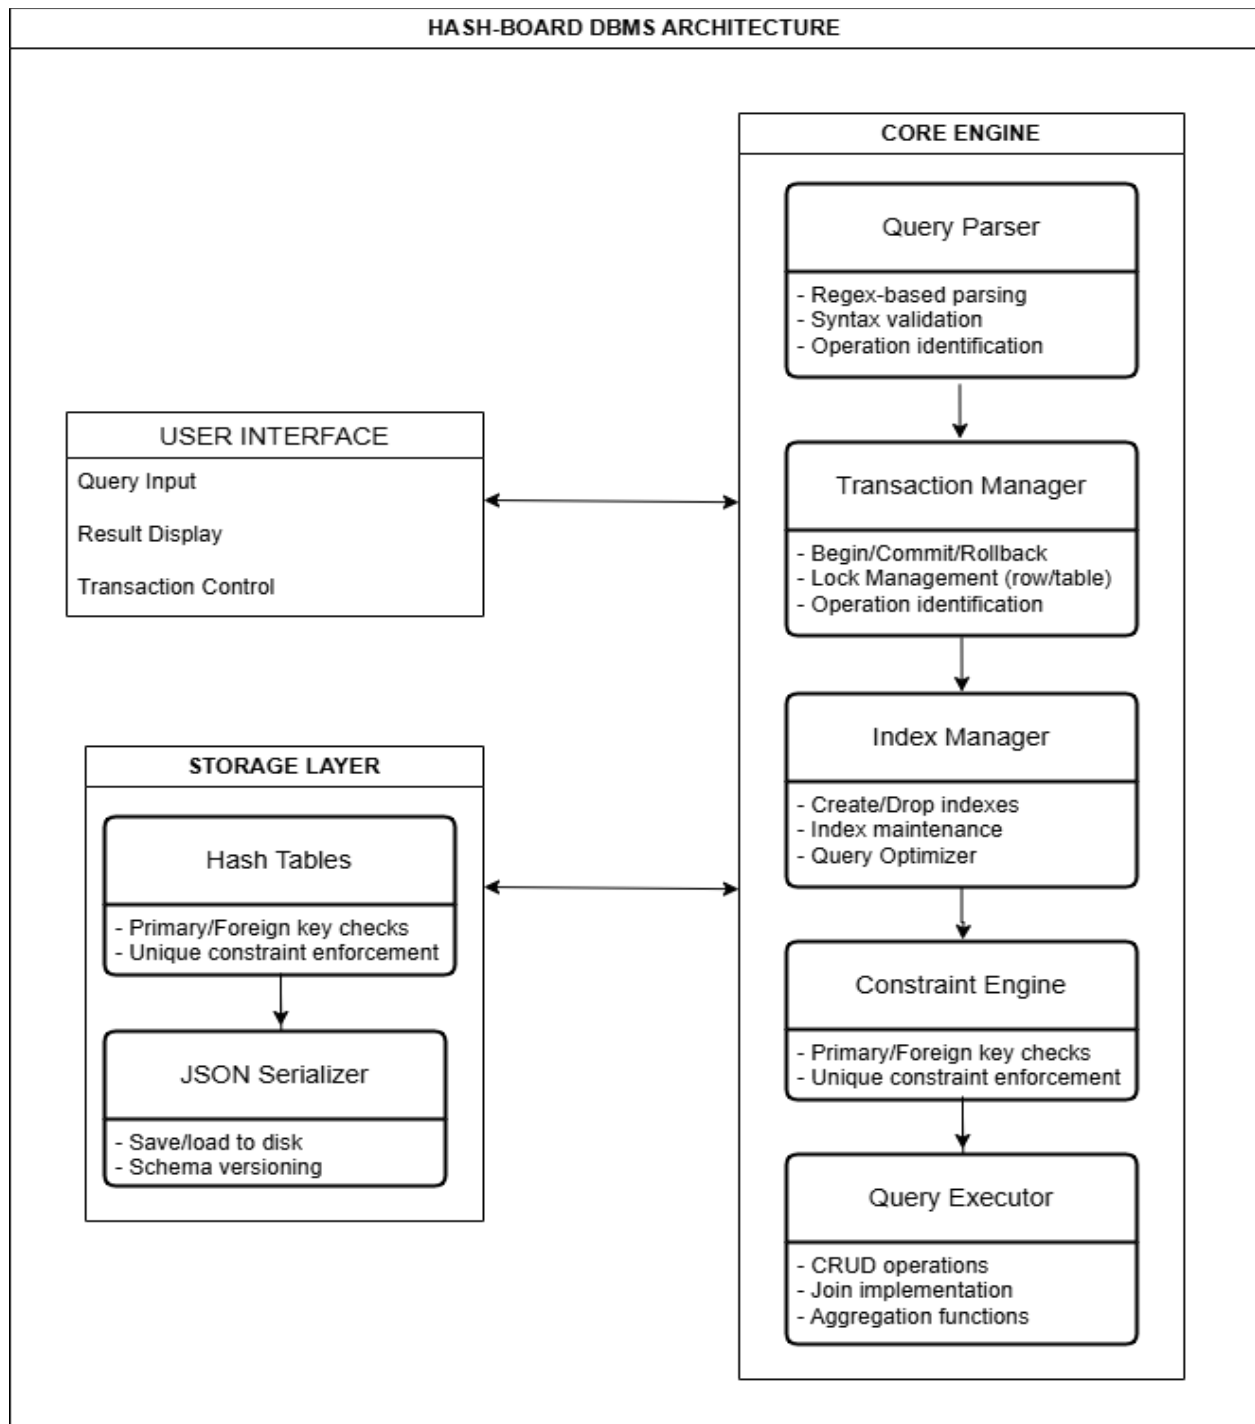 HASH-BOARD DBMS ARCHITECTURE
CORE ENGINE
Query Parser
- Regex-based parsing
- Syntax validation
- Operation identification
USER INTERFACE
Query Input
Result Display
Transaction Control
Transaction Manager
- Begin/Commit/Rollback
- Lock Management (row/table)
- Operation identification
Index Manager
- Create/Drop indexes
- Index maintenance
- Query Optimizer
STORAGE LAYER
Hash Tables
- Primary/Foreign key checks
- Unique constraint enforcement
JSON Serializer
- Save/load to disk
- Schema versioning
Constraint Engine
- Primary/Foreign key checks
- Unique constraint enforcement
Query Executor
- CRUD operations
- Join implementation
- Aggregation functions